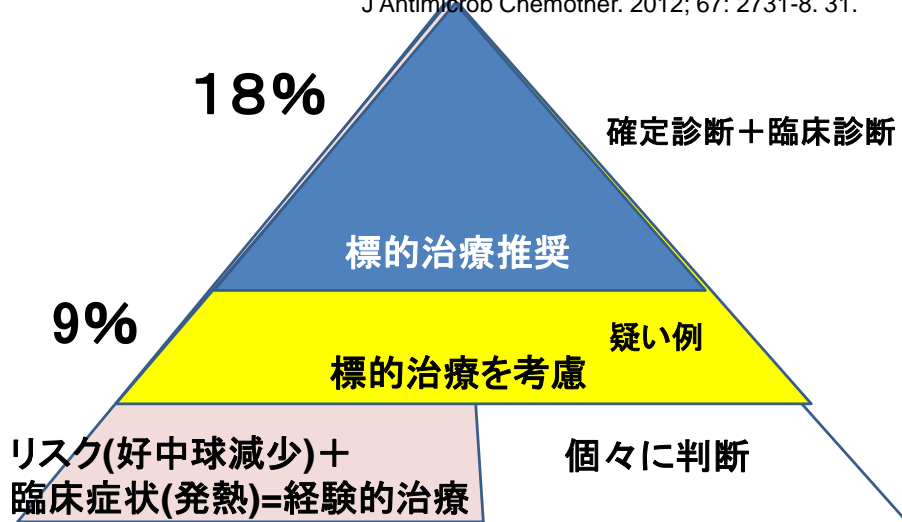 J Antimicrob Chemother. 2012; 67: 2731-8. 31.
18%
確定診断+臨床診断
標的治療推奨
9%
疑い例
標的治療を考慮
リスク(好中球減少)+
臨床症状(発熱)=経験的治療
個々に判断